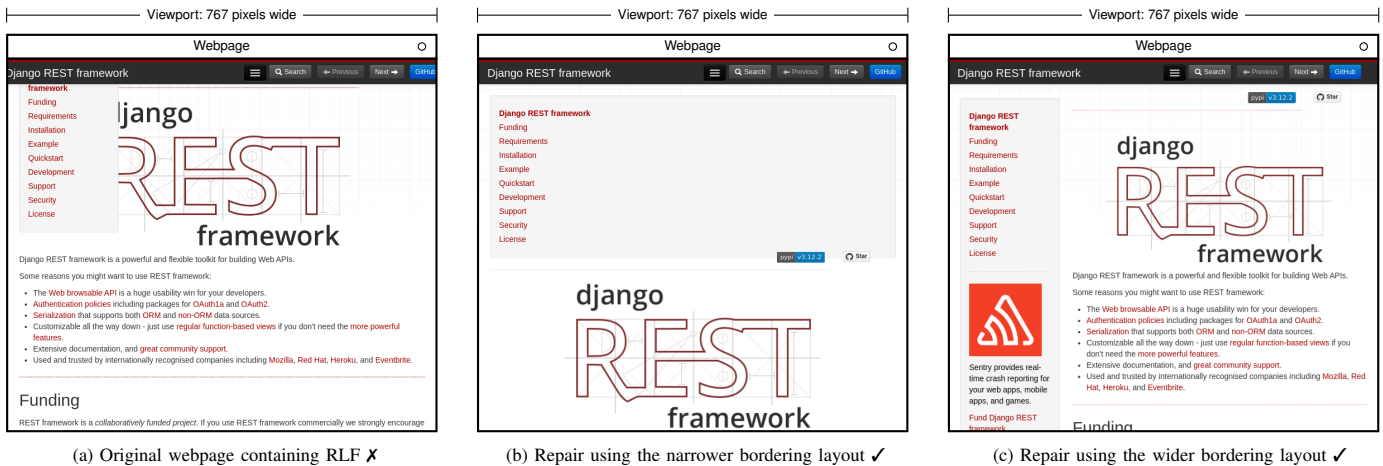 Viewport: 767 pixels wide
Webpage
Django REST framework
Search
Previous
Next
GitHub
framework
Funding
Requirements
Installation
Example
Quickstart
Development
Support
Security
License
django
REST
framework
Django REST framework is a powerful and flexible toolkit for building Web APIs.
Some reasons you might want to use REST framework:
• The Web browsable API is a huge usability win for your developers.
• Authentication policies including packages for OAuth1a and OAuth2.
• Serialization that supports both ORM and non-ORM data sources.
• Customizable all the way down - just use regular function-based views if you don't need the more powerful
features.
• Extensive documentation, and great community support.
• Used and trusted by internationally recognised companies including Mozilla, Red Hat, Heroku, and Eventbrite.
Funding
REST framework is a collaboratively funded project. If you use REST framework commercially we strongly encourage
(a) Original webpage containing RLF ✗
Viewport: 767 pixels wide
Webpage
Django REST framework
Search
Previous
Next
GitHub
Django REST framework
Funding
Requirements
Installation
Example
Quickstart
Development
Support
Security
License
pypi v3.12.2
Star
django
REST
framework
(b) Repair using the narrower bordering layout ✓
Viewport: 767 pixels wide
Webpage
Django REST framework
Search
Previous
Next
GitHub
pypi v3.12.2
Star
Django REST
framework
Funding
Requirements
Installation
Example
Quickstart
Development
Support
Security
License
Sentry provides real-
time crash reporting for
your web apps, mobile
apps, and games.
Fund Django REST
framework
django
REST
framework
Django REST framework is a powerful and flexible toolkit for building Web APIs.
Some reasons you might want to use REST framework:
• The Web browsable API is a huge usability win for your developers.
• Authentication policies including packages for OAuth1a and OAuth2.
• Serialization that supports both ORM and non-ORM data sources.
• Customizable all the way down - just use regular function-based views if you
don't need the more powerful features.
• Extensive documentation, and great community support.
• Used and trusted by internationally recognised companies including Mozilla, Red
Hat, Heroku, and Eventbrite.
Funding
(c) Repair using the wider bordering layout ✓